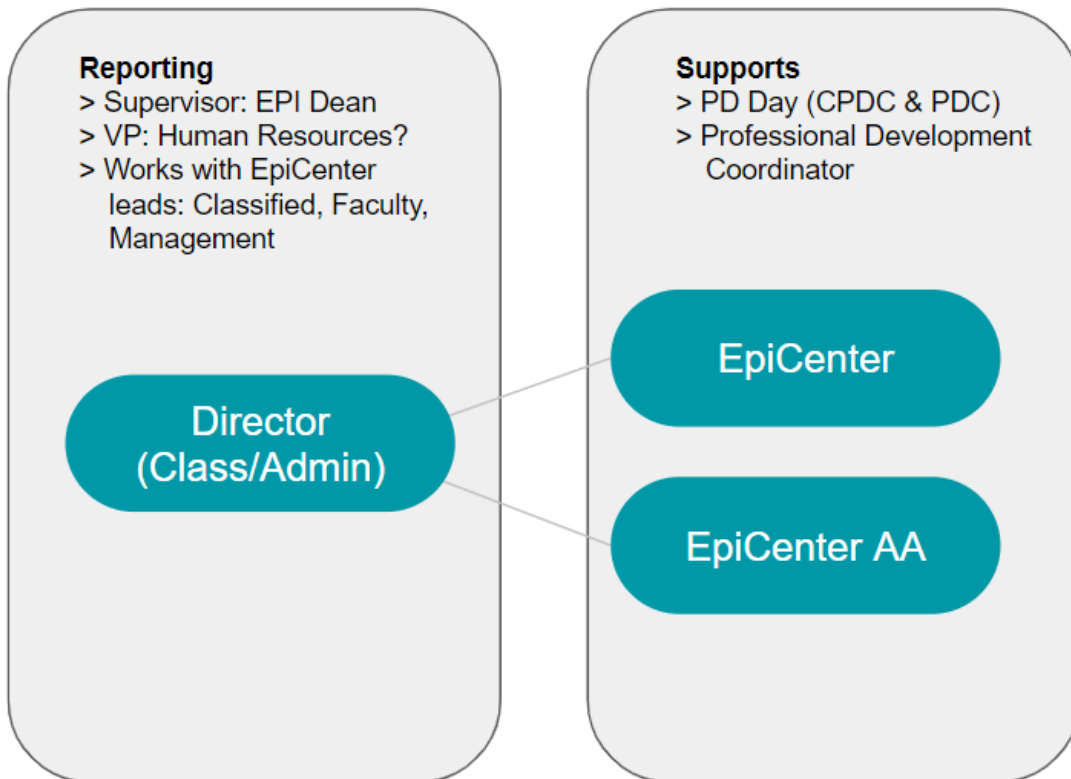 Reporting
> Supervisor: EPI Dean
> VP: Human Resources?
> Works with EpiCenter
leads: Classified, Faculty,
Management
Director
(Class/Admin)
Supports
> PD Day (CPDC & PDC)
> Professional Development
Coordinator
EpiCenter
EpiCenter AA